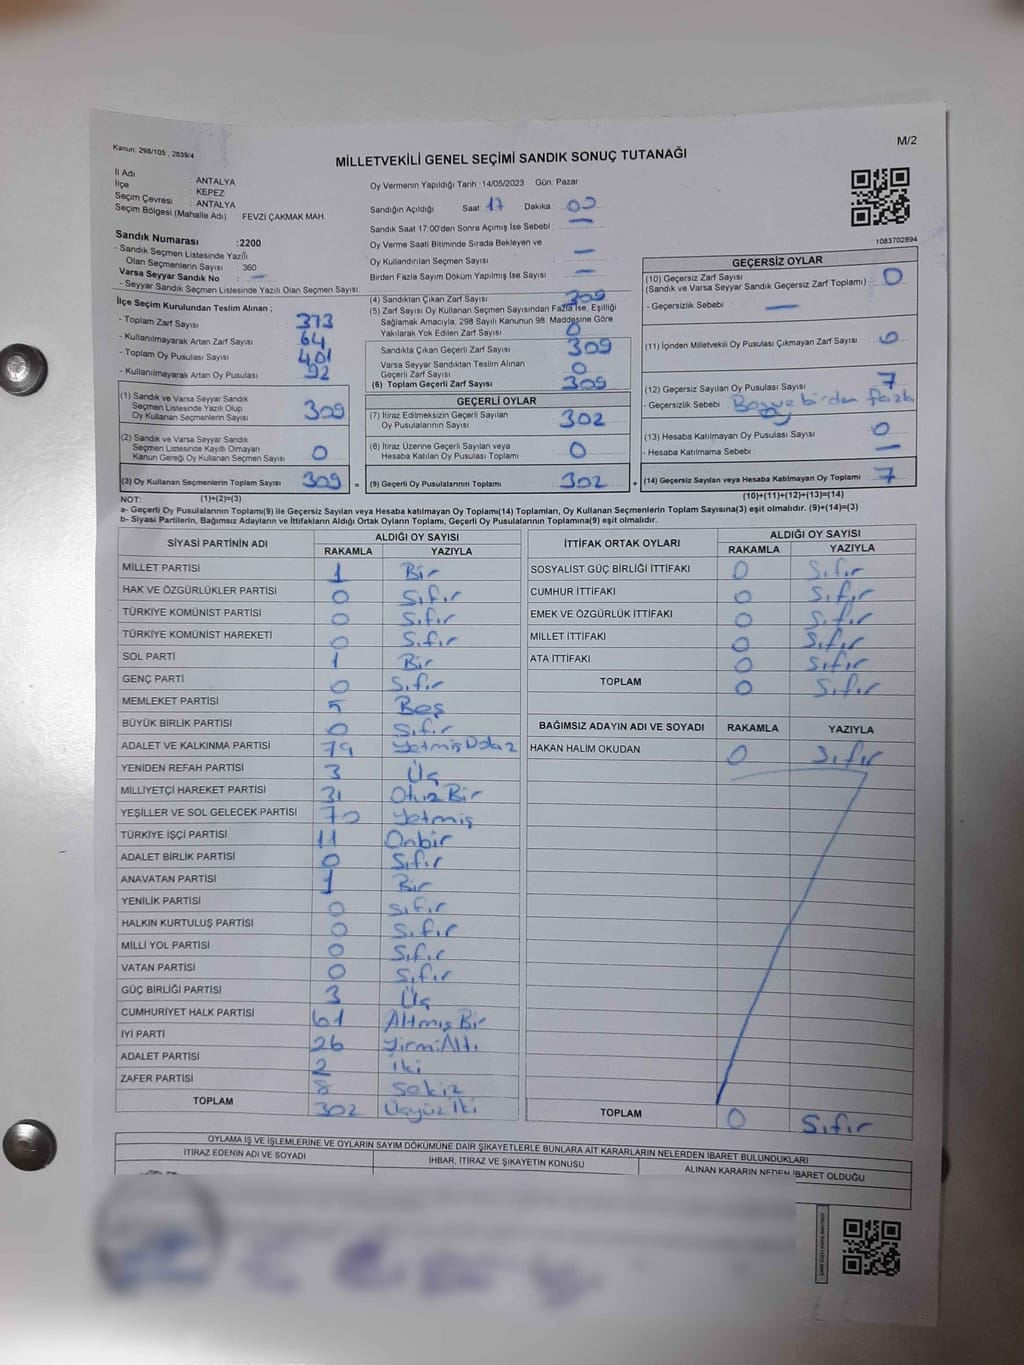 Kanun: 298/105 , 2839/4
M/2
MİLLETVEKİLİ GENEL SEÇİMİ SANDIK SONUÇ TUTANAĞI
İl Adı : ANTALYA
İlçe : KEPEZ
Seçim Çevresi : ANTALYA
Seçim Bölgesi (Mahalle Adı) : FEVZİ ÇAKMAK MAH.
Sandık Numarası :2200
- Sandık Seçmen Listesinde Yazılı
Olan Seçmenlerin Sayısı : 360
Varsa Seyyar Sandık No : —
- Seyyar Sandık Seçmen Listesinde Yazılı Olan Seçmen Sayısı:
Oy Vermenin Yapıldığı Tarih :14/05/2023 Gün: Pazar
Sandığın Açıldığı Saat: 17 Dakika : 00
Sandık Saat 17:00'den Sonra Açımış İse Sebebi : —
Oy Verme Saati Bitiminde Sırada Bekleyen ve
Oy Kullandırılan Seçmen Sayısı : —
Birden Fazla Sayım Döküm Yapılmış İse Sayısı : —
1083702894
İlçe Seçim Kurulundan Teslim Alınan ;
- Toplam Zarf Sayısı : 373
- Kullanılmayarak Artan Zarf Sayısı : 64
- Toplam Oy Pusulası Sayısı : 401
- Kullanılmayarak Artan Oy Pusulası : 92
(1) Sandık ve Varsa Seyyar Sandık
Seçmen Listesinde Yazılı Olup
Oy Kullanan Seçmenlerin Sayısı : 309
(2) Sandık ve Varsa Seyyar Sandık
Seçmen Listesinde Kayıtlı Olmayan
Kanun Gereği Oy Kullanan Seçmen Sayısı : 0
(3) Oy Kullanan Seçmenlerin Toplam Sayısı : 309 =
(4) Sandıktan Çıkan Zarf Sayısı : 309
(5) Zarf Sayısı Oy Kullanan Seçmen Sayısından Fazla İse, Eşitliği
Sağlamak Amacıyla; 298 Sayılı Kanunun 98. Maddesine Göre
Yakılarak Yok Edilen Zarf Sayısı : 0
Sandıkta Çıkan Geçerli Zarf Sayısı : 309
Varsa Seyyar Sandıktan Teslim Alınan
Geçerli Zarf Sayısı : 0
(6) Toplam Geçerli Zarf Sayısı : 309
GEÇERLİ OYLAR
(7) İtiraz Edilmeksizin Geçerli Sayılan
Oy Pusulalarının Sayısı : 302
(8) İtiraz Üzerine Geçerli Sayılan veya
Hesaba Katılan Oy Pusulası Toplamı : 0
(9) Geçerli Oy Pusulalarının Toplamı : 302 +
GEÇERSİZ OYLAR
(10) Geçersiz Zarf Sayısı
(Sandık ve Varsa Seyyar Sandık Geçersiz Zarf Toplamı) : 0
- Geçersizlik Sebebi : —
(11) İçinden Milletvekili Oy Pusulası Çıkmayan Zarf Sayısı : 0
(12) Geçersiz Sayılan Oy Pusulası Sayısı : 7
- Geçersizlik Sebebi : birden fazla
(13) Hesaba Katılmayan Oy Pusulası Sayısı : 0
- Hesaba Katılmama Sebebi : —
(14) Geçersiz Sayılan veya Hesaba Katılmayan Oy Toplamı : 7
NOT: (1)+(2)=(3)
(10)+(11)+(12)+(13)=(14)
a- Geçerli Oy Pusulalarının Toplamı(9) ile Geçersiz Sayılan veya Hesaba katılmayan Oy Toplamı(14) Toplamları, Oy Kullanan Seçmenlerin Toplam Sayısına(3) eşit olmalıdır. (9)+(14)=(3)
b- Siyasi Partilerin, Bağımsız Adayların ve İttifakların Aldığı Ortak Oyların Toplamı, Geçerli Oy Pusulalarının Toplamına(9) eşit olmalıdır.
SİYASİ PARTİNİN ADI
ALDIĞI OY SAYISI
RAKAMLA YAZIYLA
MİLLET PARTİSİ 1 Bir
HAK VE ÖZGÜRLÜKLER PARTİSİ 0 Sıfır
TÜRKİYE KOMÜNİST PARTİSİ 0 Sıfır
TÜRKİYE KOMÜNİST HAREKETİ 0 Sıfır
SOL PARTİ 1 Bir
GENÇ PARTİ 0 Sıfır
MEMLEKET PARTİSİ 5 Beş
BÜYÜK BİRLİK PARTİSİ 0 Sıfır
ADALET VE KALKINMA PARTİSİ 79 Yetmiş Dokuz
YENİDEN REFAH PARTİSİ 3 Üç
MİLLİYETÇİ HAREKET PARTİSİ 31 Otuz Bir
YEŞİLLER VE SOL GELECEK PARTİSİ 70 Yetmiş
TÜRKİYE İŞÇİ PARTİSİ 11 Onbir
ADALET BİRLİK PARTİSİ 0 Sıfır
ANAVATAN PARTİSİ 1 Bir
YENİLİK PARTİSİ 0 Sıfır
HALKIN KURTULUŞ PARTİSİ 0 Sıfır
MİLLİ YOL PARTİSİ 0 Sıfır
VATAN PARTİSİ 0 Sıfır
GÜÇ BİRLİĞİ PARTİSİ 3 Üç
CUMHURİYET HALK PARTİSİ 61 Altmış Bir
İYİ PARTİ 26 Yirmi Altı
ADALET PARTİSİ 2 İki
ZAFER PARTİSİ 8 Sekiz
TOPLAM 302 Üçyüz İki
İTTİFAK ORTAK OYLARI
ALDIĞI OY SAYISI
RAKAMLA YAZIYLA
SOSYALİST GÜÇ BİRLİĞİ İTTİFAKI 0 Sıfır
CUMHUR İTTİFAKI 0 Sıfır
EMEK VE ÖZGÜRLÜK İTTİFAKI 0 Sıfır
MİLLET İTTİFAKI 0 Sıfır
ATA İTTİFAKI 0 Sıfır
TOPLAM 0 Sıfır
BAĞIMSIZ ADAYIN ADI VE SOYADI RAKAMLA YAZIYLA
HAKAN HALİM OKUDAN 0 Sıfır
TOPLAM 0 Sıfır
OYLAMA İŞ VE İŞLEMLERİNE VE OYLARIN SAYIM DÖKÜMÜNE DAİR ŞİKAYETLERLE BUNLARA AİT KARARLARIN NELERDEN İBARET BULUNDUKLARI
İTİRAZ EDENİN ADI VE SOYADI
İHBAR, İTİRAZ VE ŞİKAYETİN KONUSU
ALINAN KARARIN NEDEN İBARET OLDUĞU